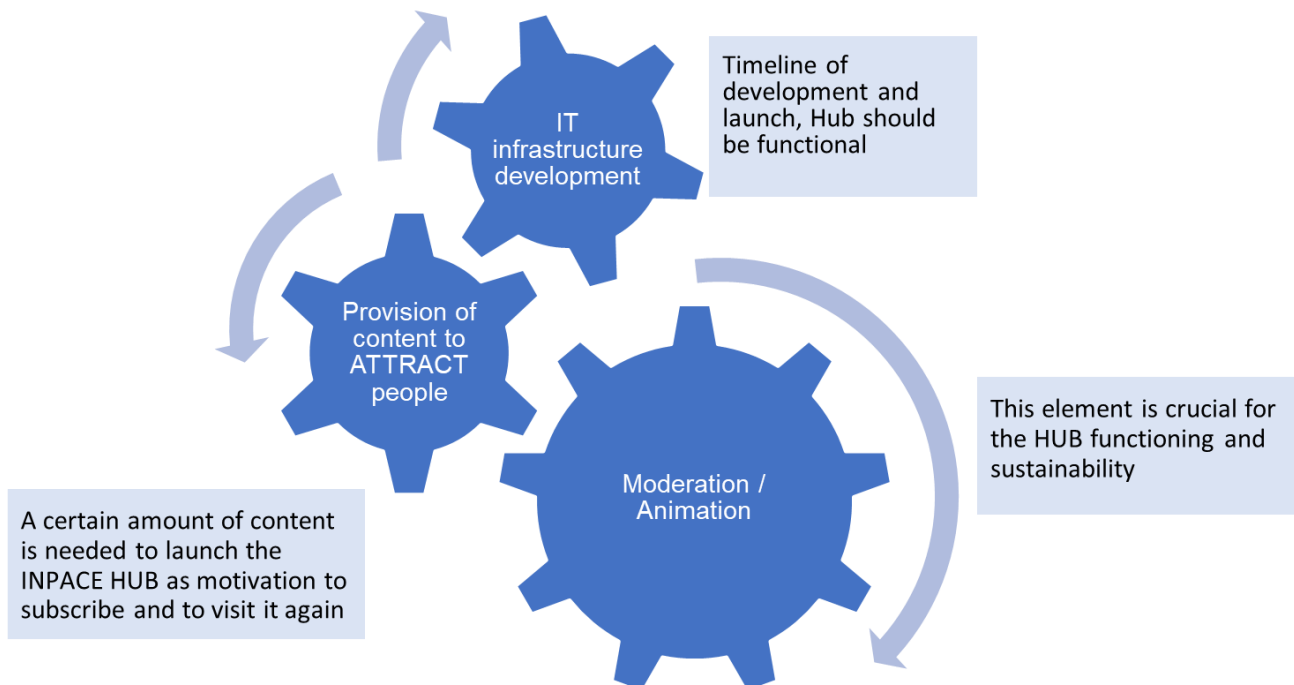 IT
infrastructure
development
Timeline of
development and
launch, Hub should
be functional
Provision of
content to
ATTRACT
people
A certain amount of content
is needed to launch the
INPACE HUB as motivation to
subscribe and to visit it again
Moderation /
Animation
This element is crucial for
the HUB functioning and
sustainability